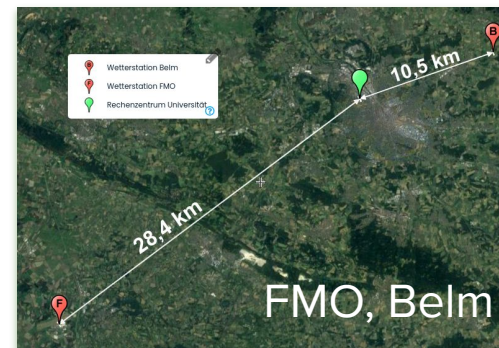 B
10,5 km
B Wetterstation Belm
F Wetterstation FMO
Rechenzentrum Universität
?
28,4 km
F
FMO, Belm